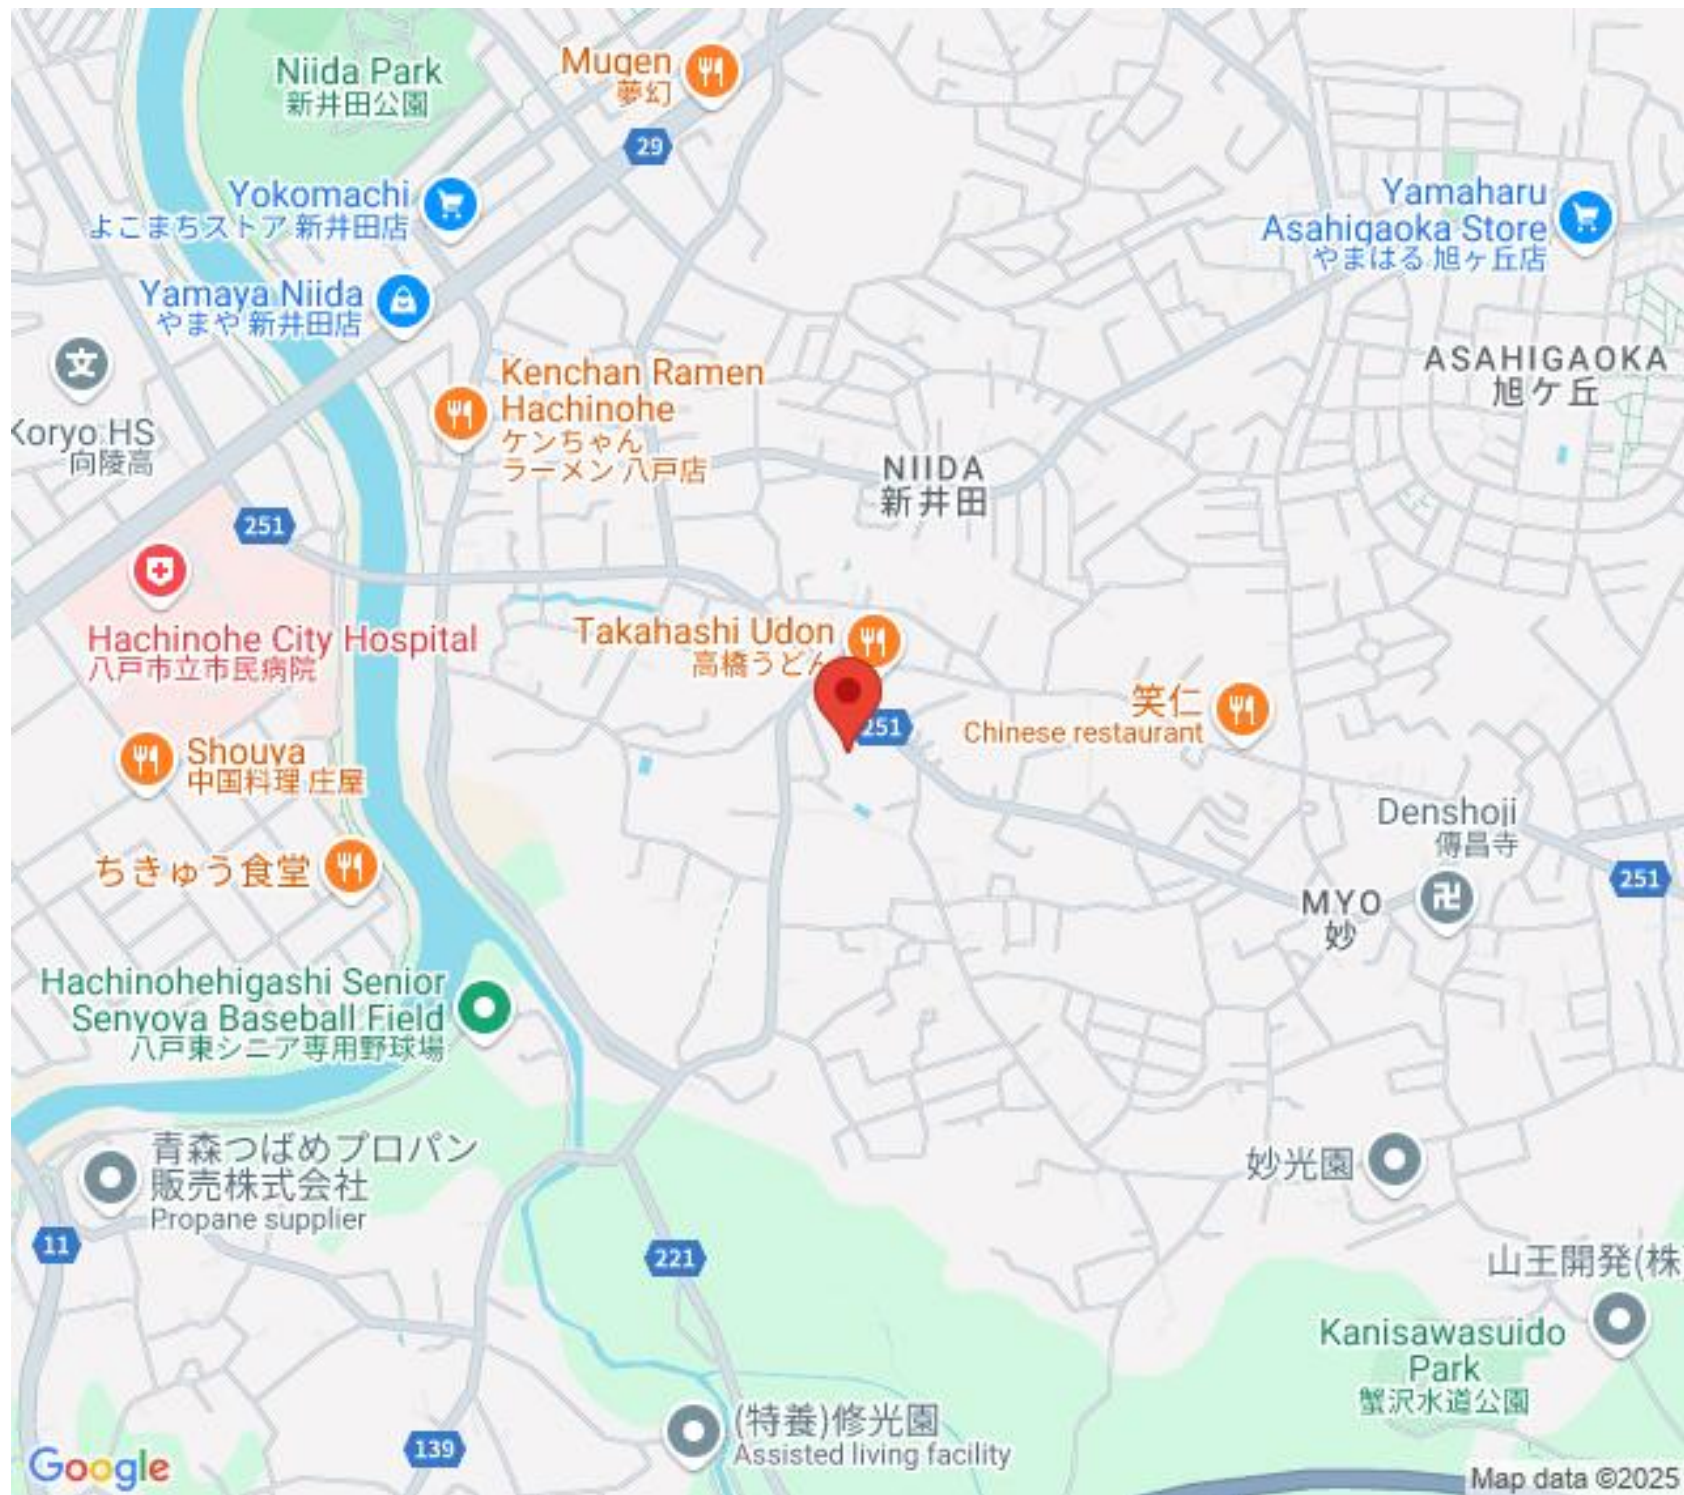 Niida Park
新井田公園
Mugen
夢幻
29
Yokomachi
よこまちストア 新井田店
Yamaharu
Asahigaoka Store
やまはる 旭ヶ丘店
Yamaya Niida
やまや 新井田店
Koryo HS
向陵高
Kenchan Ramen
Hachinohe
ケンちゃん
ラーメン 八戸店
ASAHIGAOKA
旭ケ丘
NIIDA
新井田
251
Hachinohe City Hospital
八戸市立市民病院
Takahashi Udon
高橋うどん
251
笑仁
Chinese restaurant
Shouya
中国料理 庄屋
Denshoji
傳昌寺
ちきゅう食堂
251
MYO
妙
Hachinohehigashi Senior
Senyoya Baseball Field
八戸東シニア専用野球場
青森つばめプロパン
販売株式会社
Propane supplier
妙光園
11
221
山王開発(株
Kanisawasuido
Park
蟹沢水道公園
(特養)修光園
Assisted living facility
139
Google
Map data ©2025